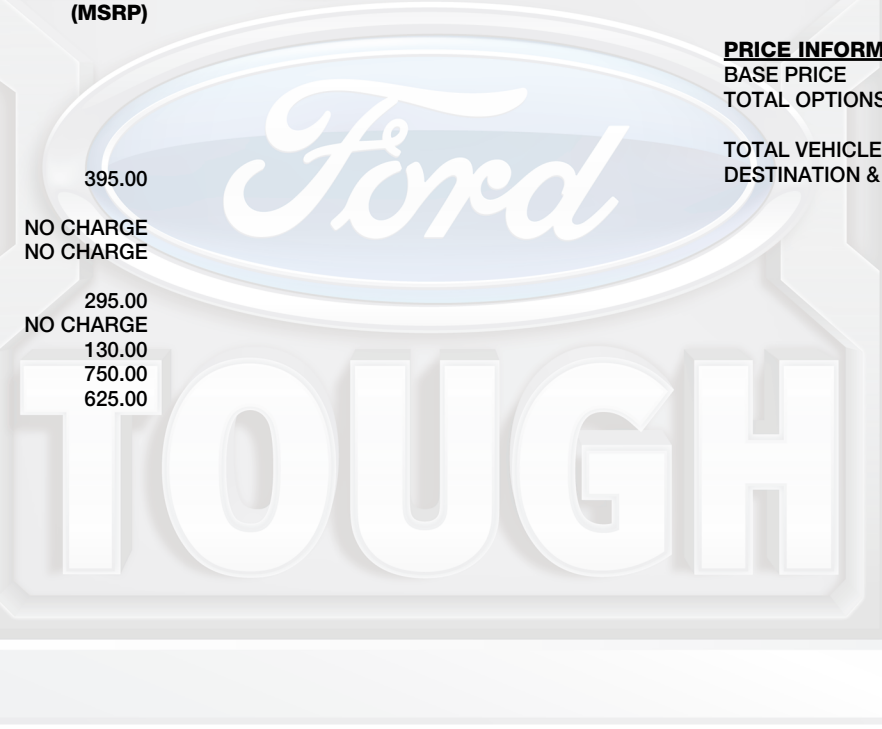 (MSRP)
395.00
NO CHARGE
NO CHARGE
295.00
NO CHARGE
130.00
750.00
625.00
PRICE INFORM
BASE PRICE
TOTAL OPTIONS
TOTAL VEHICLE
DESTINATION &
Ford
TOUGH